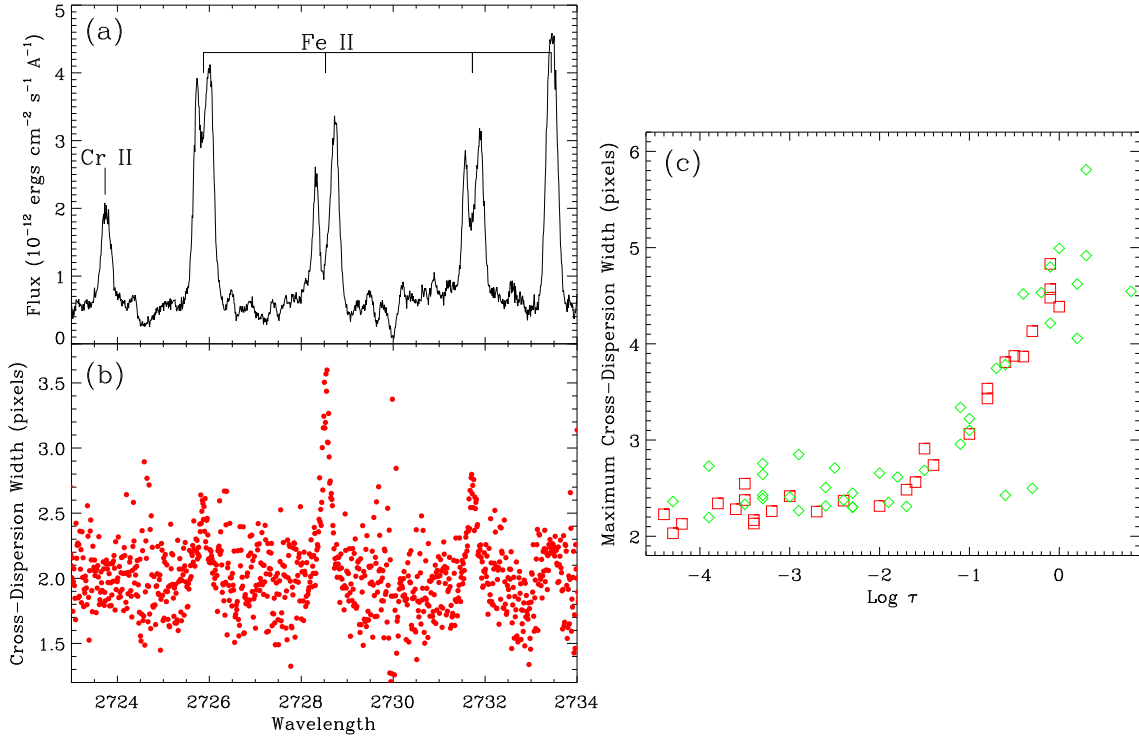 (a)
Fe II
Cr II
Flux (10⁻¹² ergs cm⁻² s⁻¹ A⁻¹)
5
4
3
2
1
0
(b)
Cross-Dispersion Width (pixels)
3.5
3.0
2.5
2.0
1.5
2724 2726 2728 2730 2732 2734
Wavelength
(c)
Maximum Cross-Dispersion Width (pixels)
6
5
4
3
2
-4 -3 -2 -1 0
Log τ